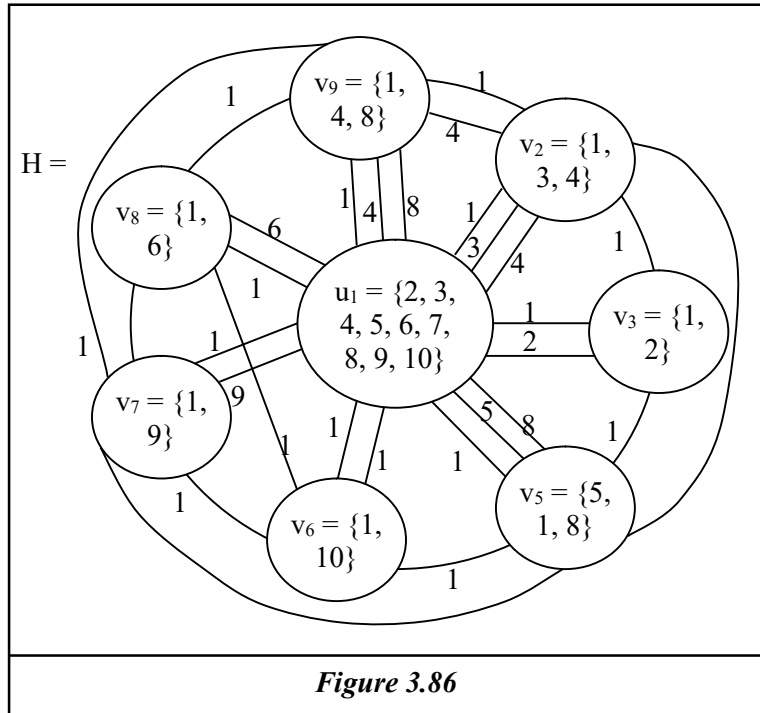 1
v₉ = {1,
4, 8}
1
1
4
v₂ = {1,
3, 4}
H =
v₈ = {1,
6}
6
1
4
8
1
3
4
1
1
u₁ = {2, 3,
4, 5, 6, 7,
8, 9, 10}
1
2
v₃ = {1,
2}
1
1
9
v₇ = {1,
9}
5
8
1
1
1
1
1
v₅ = {5,
1, 8}
1
v₆ = {1,
10}
1
Figure 3.86